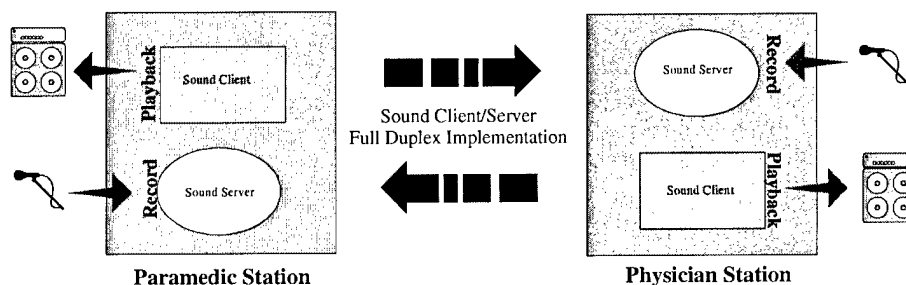 Playback
Sound Client
Record
Sound Server
Paramedic Station
Sound Client/Server
Full Duplex Implementation
Sound Server
Record
Sound Client
Playback
Physician Station